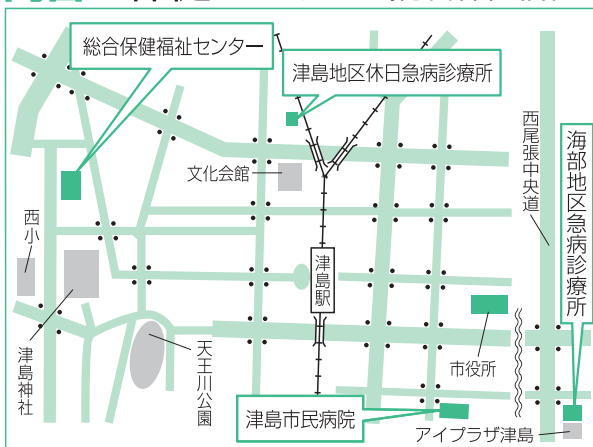 総合保健福祉センター
津島地区休日急病診療所
西尾張中央道
海部地区急病診療所
文化会館
西小
津島駅
市役所
津島神社
天王川公園
津島市民病院
アイプラザ津島